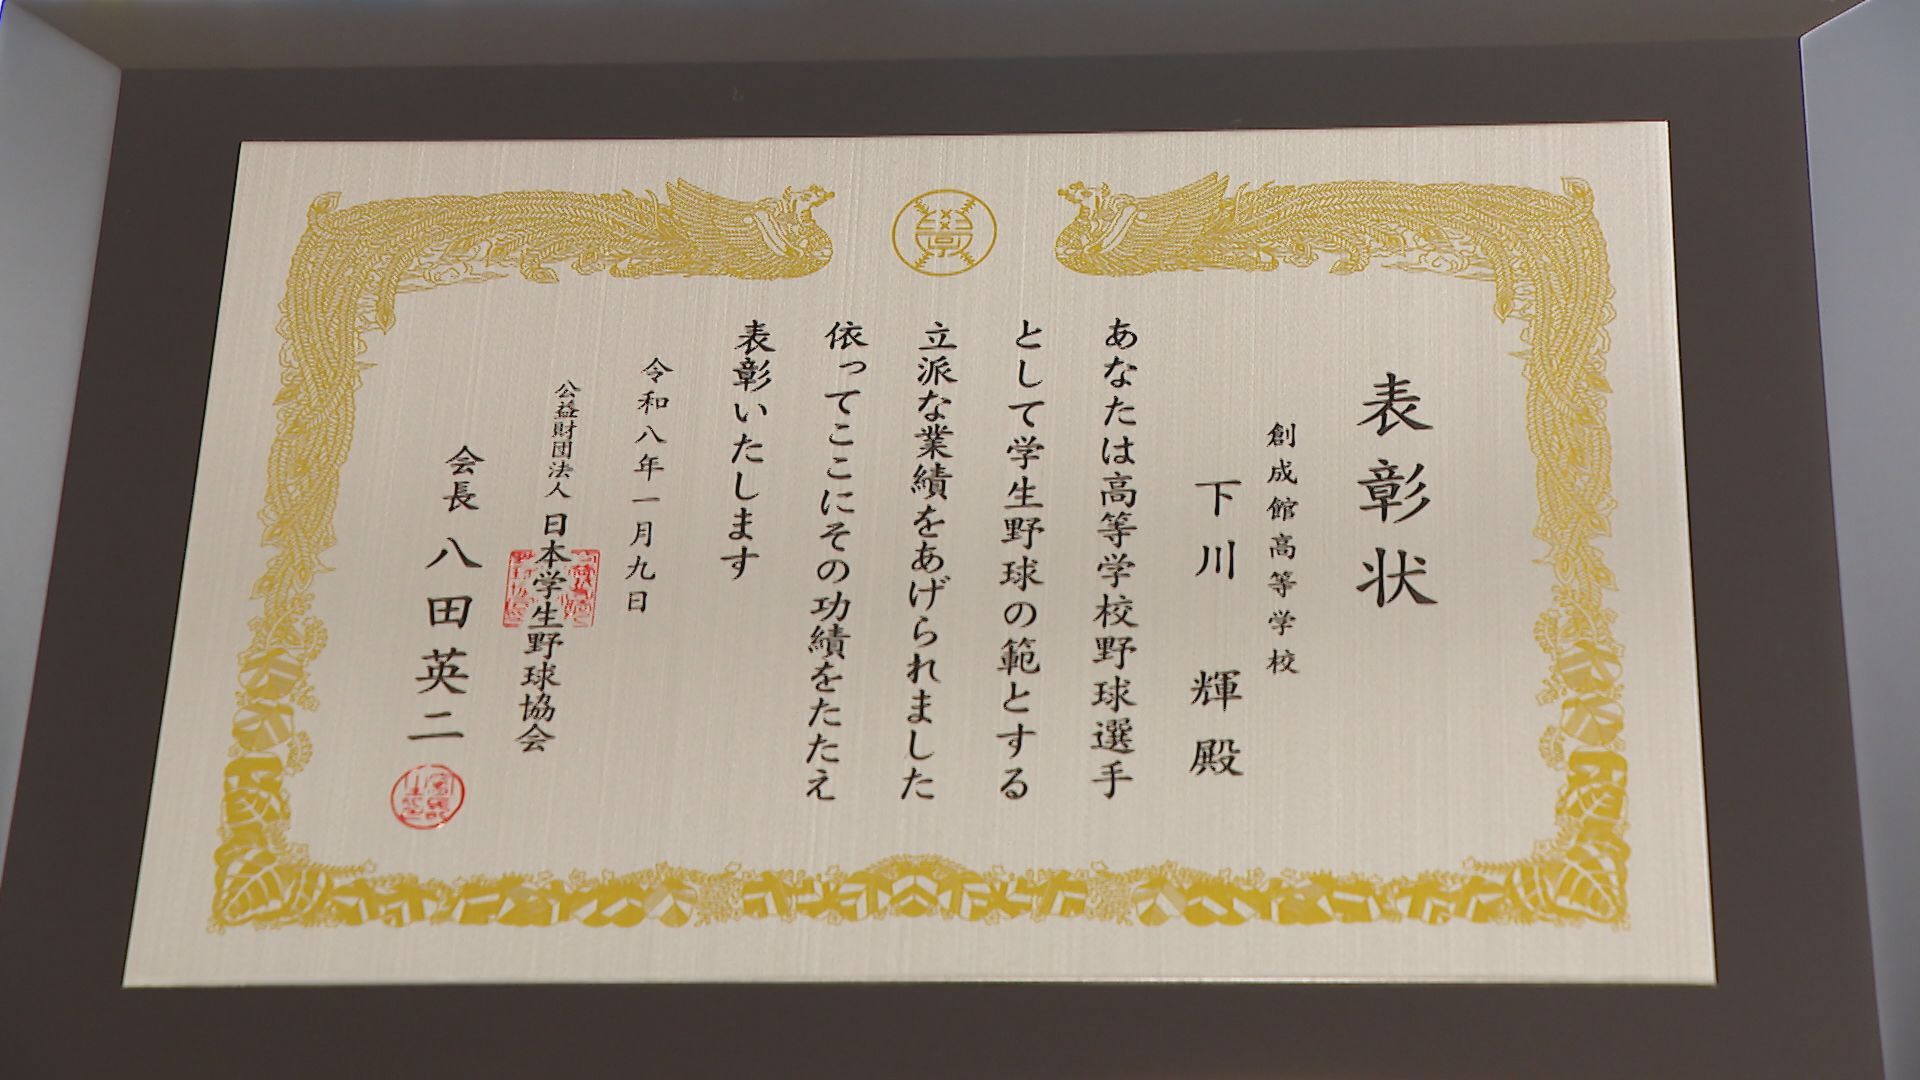 表彰状
創成館高等学校
下川 輝 殿
あなたは高等学校野球選手
として学生野球の範とする
立派な業績をあげられました
依ってここにその功績をたたえ
表彰いたします
令和八年一月九日
公益財団法人 日本学生野球協会
会長 八田英二